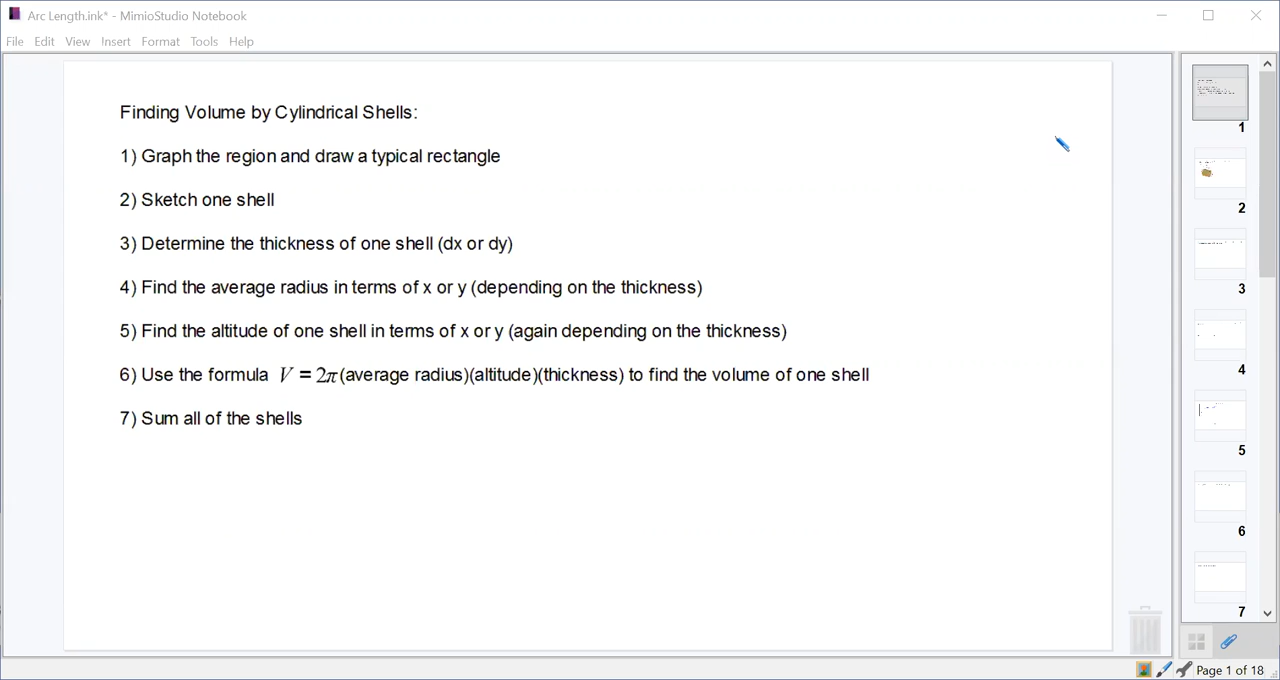 Arc Length.ink* - MimioStudio Notebook
File Edit View Insert Format Tools Help
Finding Volume by Cylindrical Shells:
1) Graph the region and draw a typical rectangle
2) Sketch one shell
3) Determine the thickness of one shell (dx or dy)
4) Find the average radius in terms of x or y (depending on the thickness)
5) Find the altitude of one shell in terms of x or y (again depending on the thickness)
6) Use the formula V = 2π(average radius)(altitude)(thickness) to find the volume of one shell
7) Sum all of the shells
1
2
3
4
5
6
7
Page 1 of 18